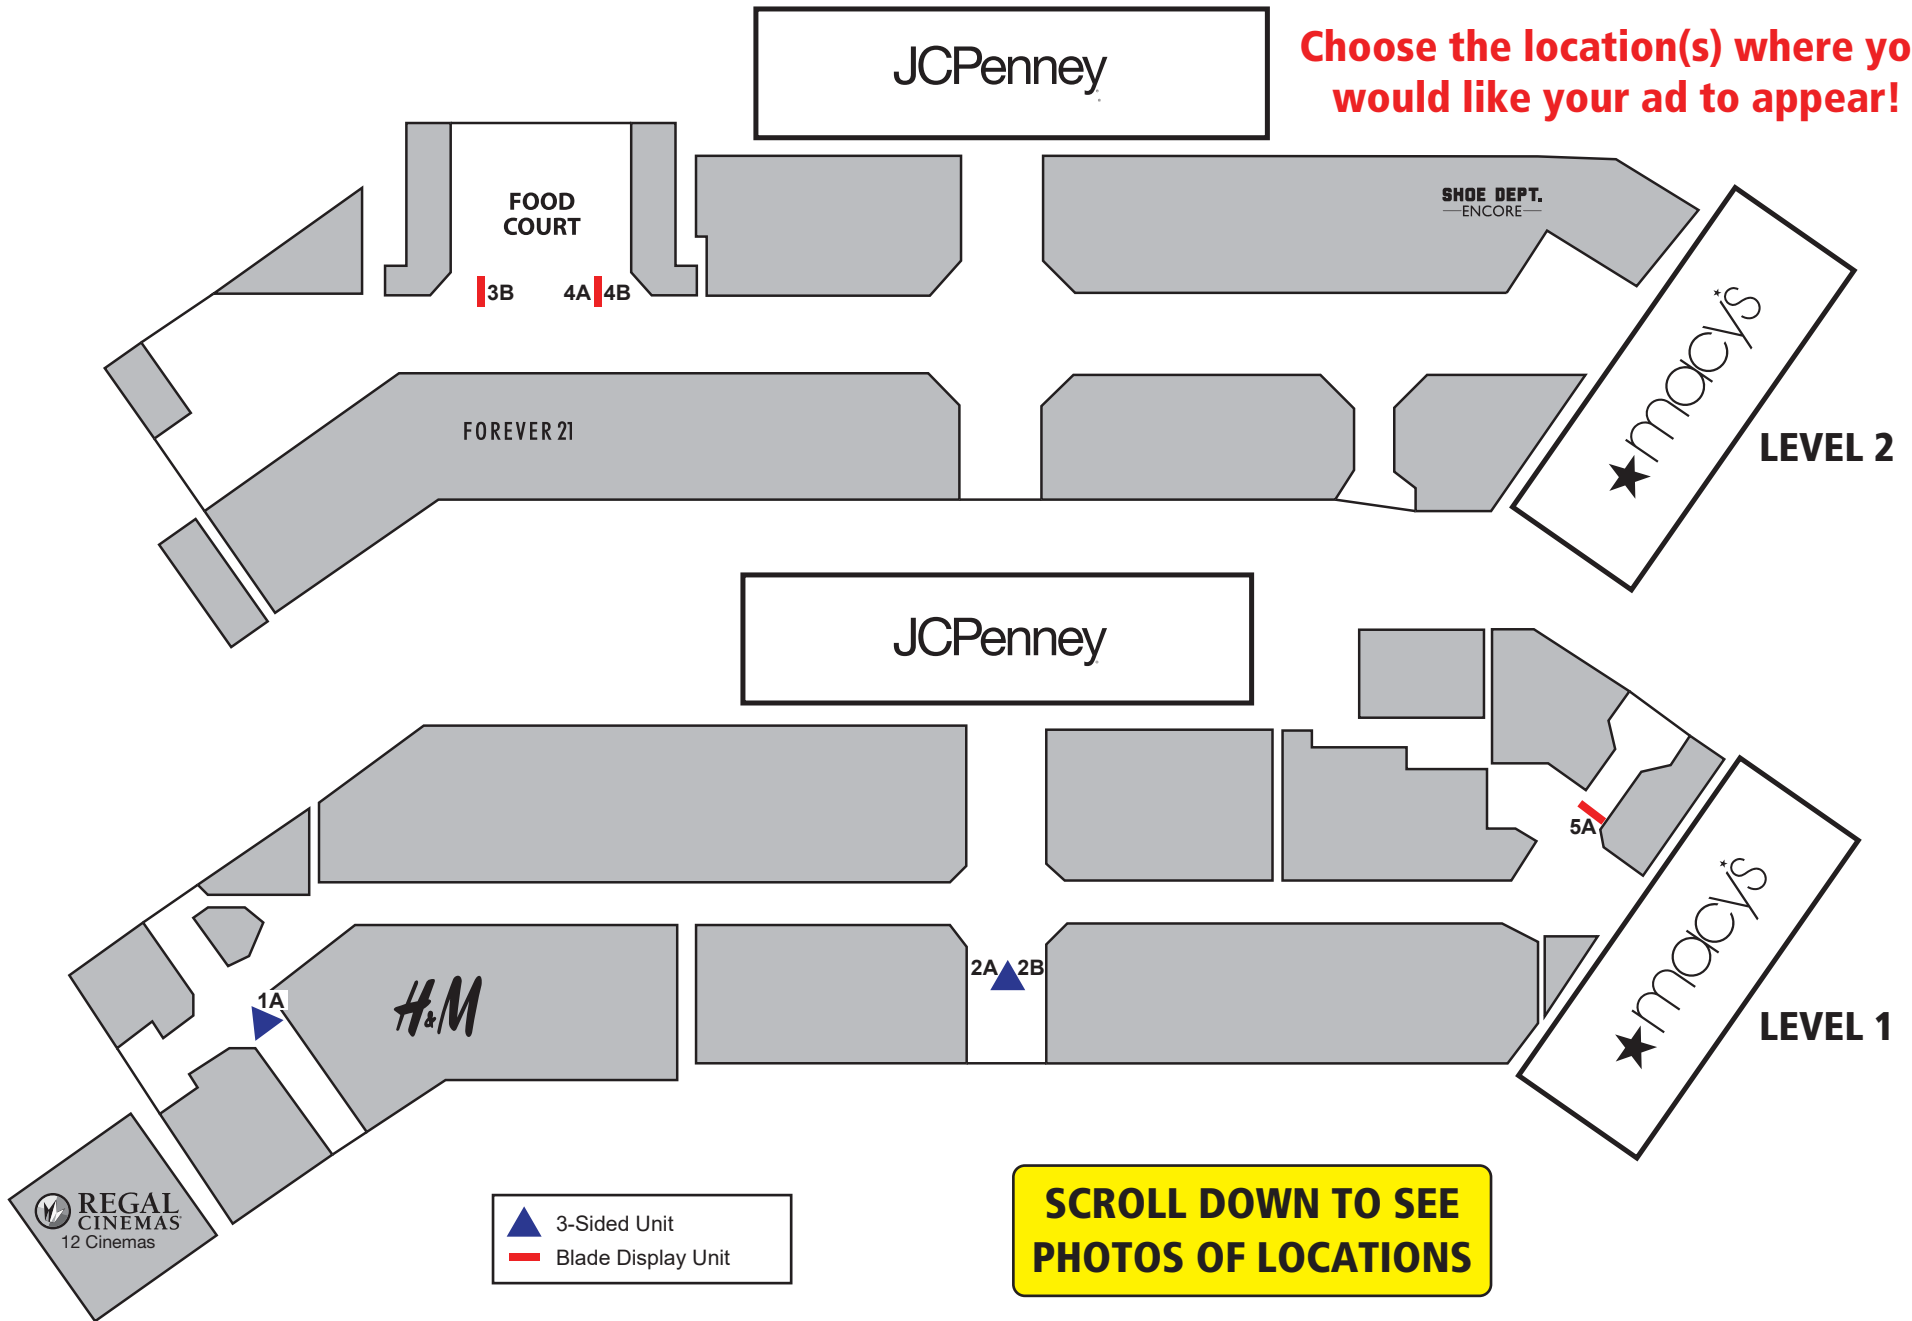 JCPenney
Choose the location(s) where yo
would like your ad to appear!
FOOD
COURT
SHOE DEPT.
ENCORE
3B
4A
4B
macy's
FOREVER 21
LEVEL 2
JCPenney
5A
macy's
2A
2B
1A
H&M
LEVEL 1
REGAL
CINEMAS
12 Cinemas
3-Sided Unit
Blade Display Unit
SCROLL DOWN TO SEE
PHOTOS OF LOCATIONS